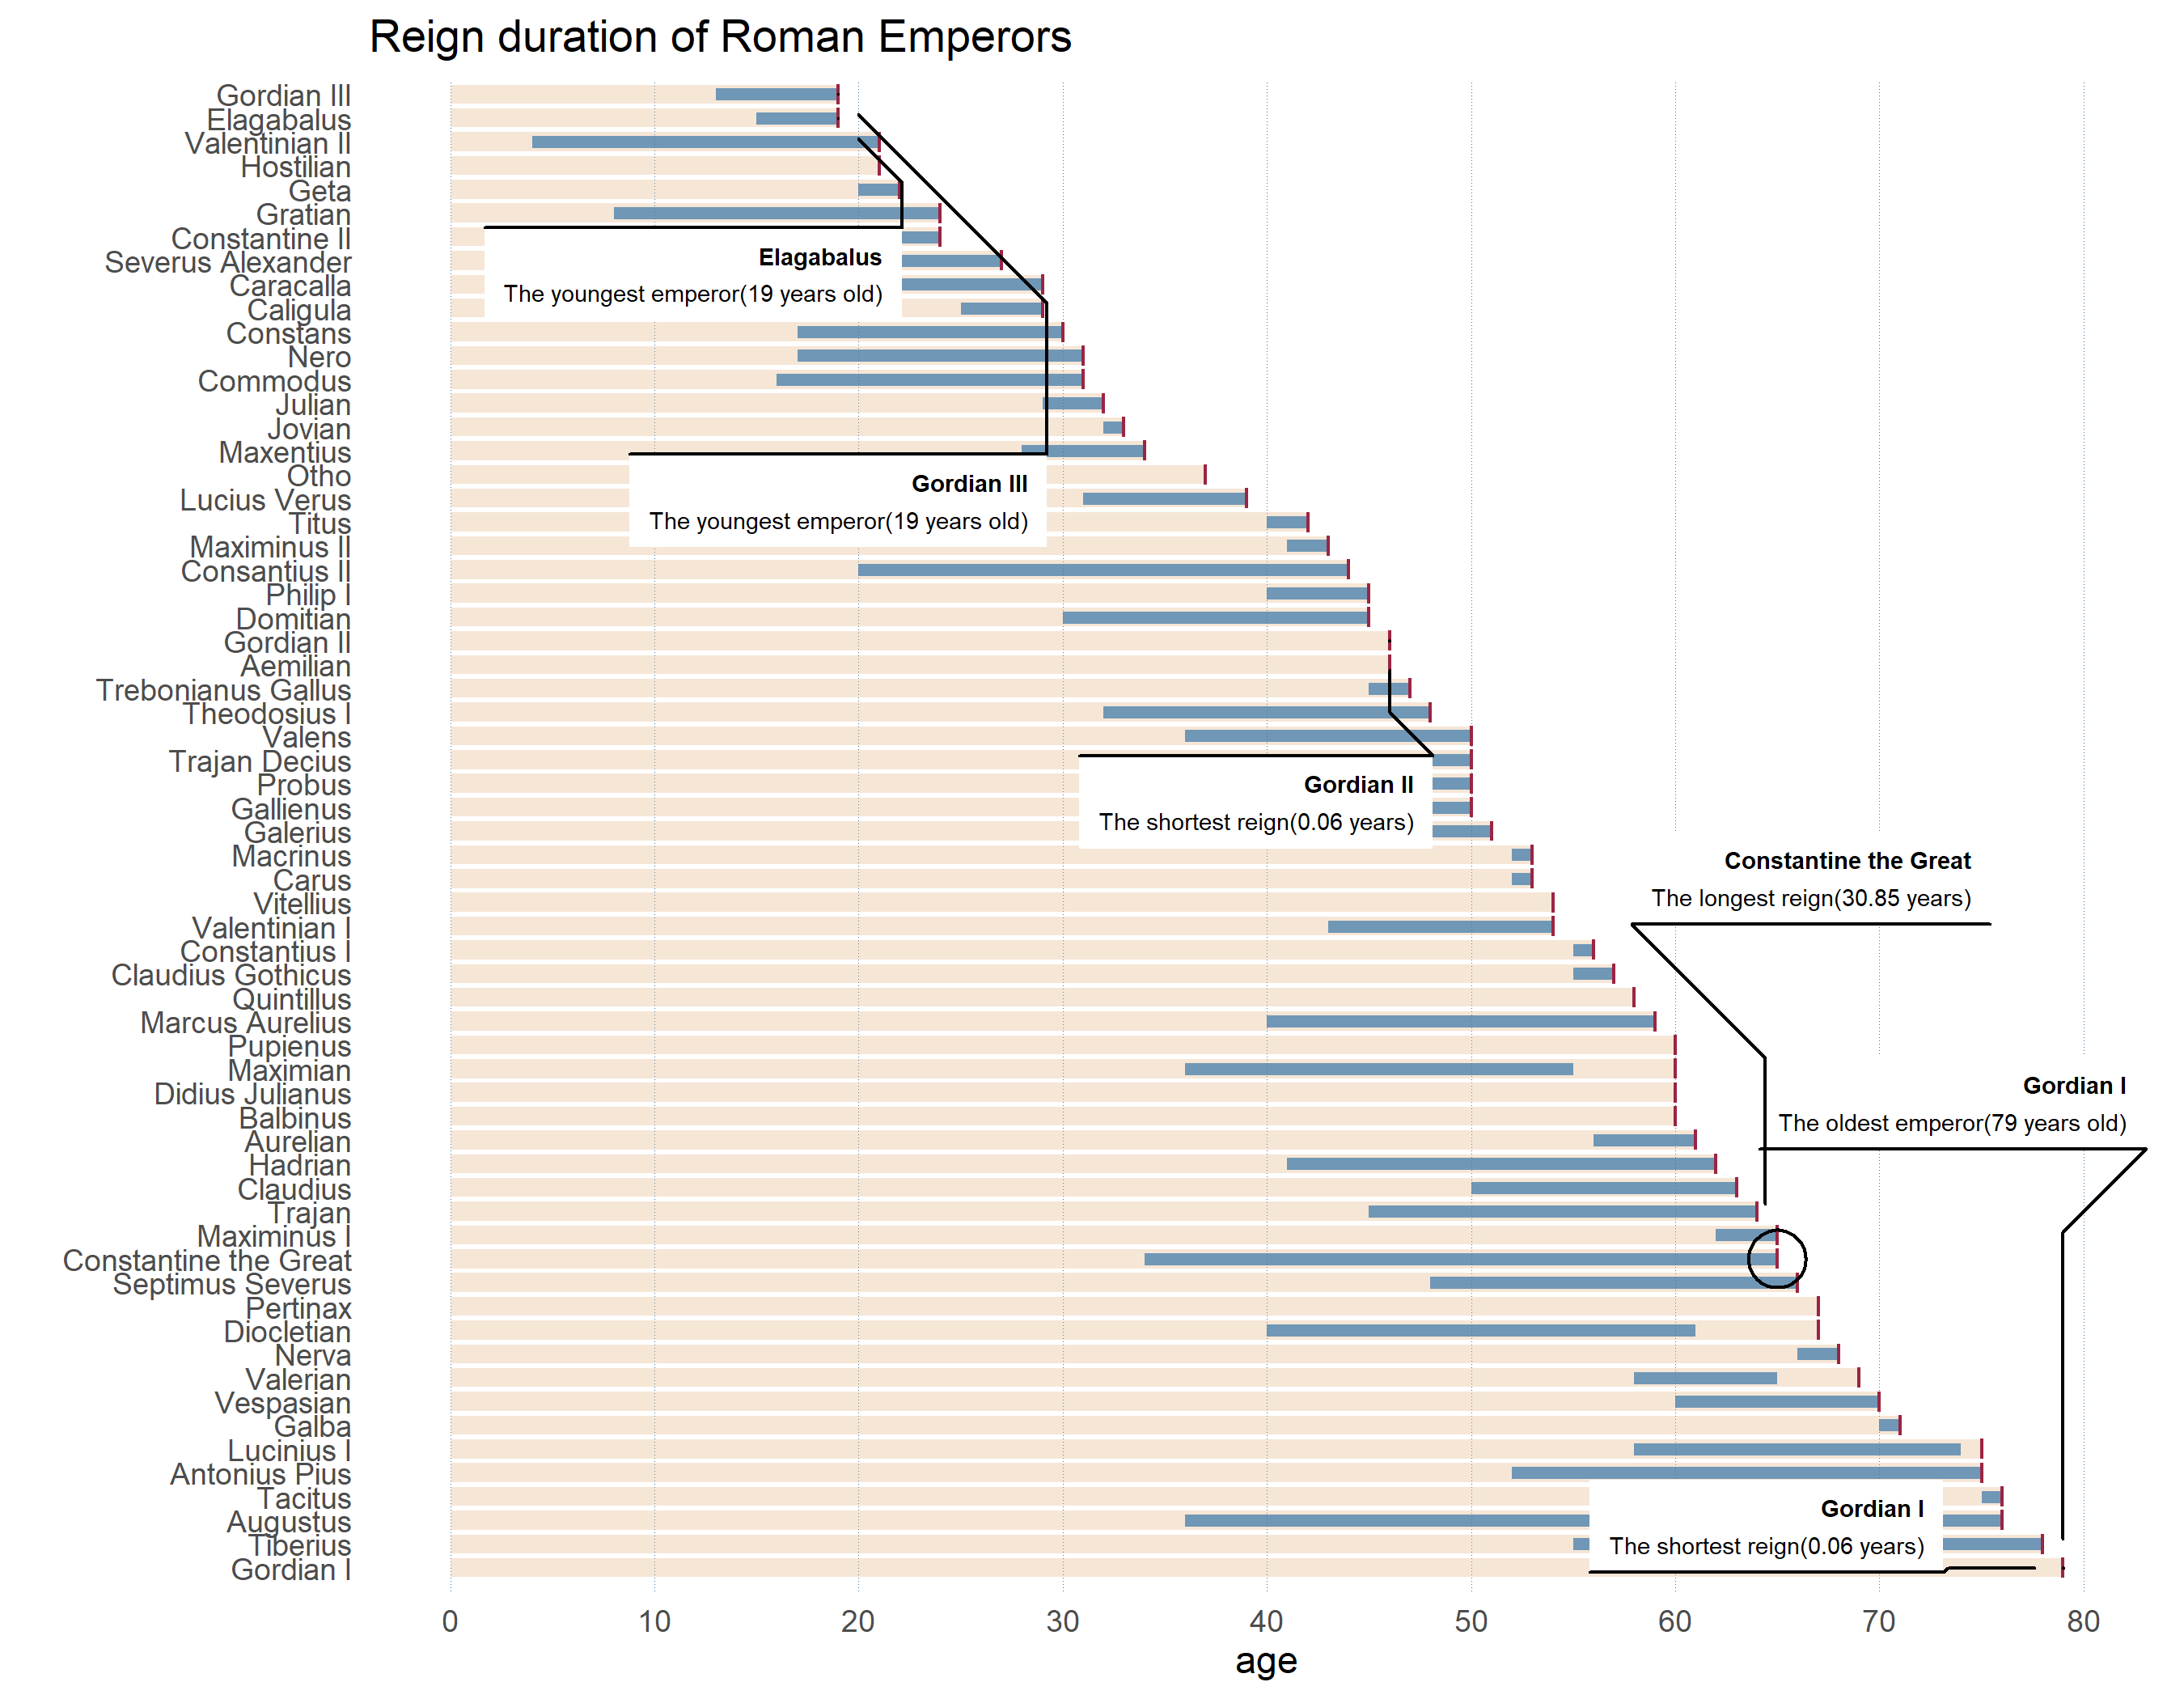 Reign duration of Roman Emperors
Gordian III
Elagabalus
Valentinian II
Hostilian
Geta
Gratian
Constantine II
Severus Alexander
Caracalla
Caligula
Constans
Nero
Commodus
Julian
Jovian
Maxentius
Otho
Lucius Verus
Titus
Maximinus II
Consantius II
Philip I
Domitian
Gordian II
Aemilian
Trebonianus Gallus
Theodosius I
Valens
Trajan Decius
Probus
Gallienus
Galerius
Macrinus
Carus
Vitellius
Valentinian I
Constantius I
Claudius Gothicus
Quintillus
Marcus Aurelius
Pupienus
Maximian
Didius Julianus
Balbinus
Aurelian
Hadrian
Claudius
Trajan
Maximinus I
Constantine the Great
Septimus Severus
Pertinax
Diocletian
Nerva
Valerian
Vespasian
Galba
Lucinius I
Antonius Pius
Tacitus
Augustus
Tiberius
Gordian I
Elagabalus
The youngest emperor(19 years old)
Gordian III
The youngest emperor(19 years old)
Gordian II
The shortest reign(0.06 years)
Constantine the Great
The longest reign(30.85 years)
Gordian I
The oldest emperor(79 years old)
Gordian I
The shortest reign(0.06 years)
0 10 20 30 40 50 60 70 80
age